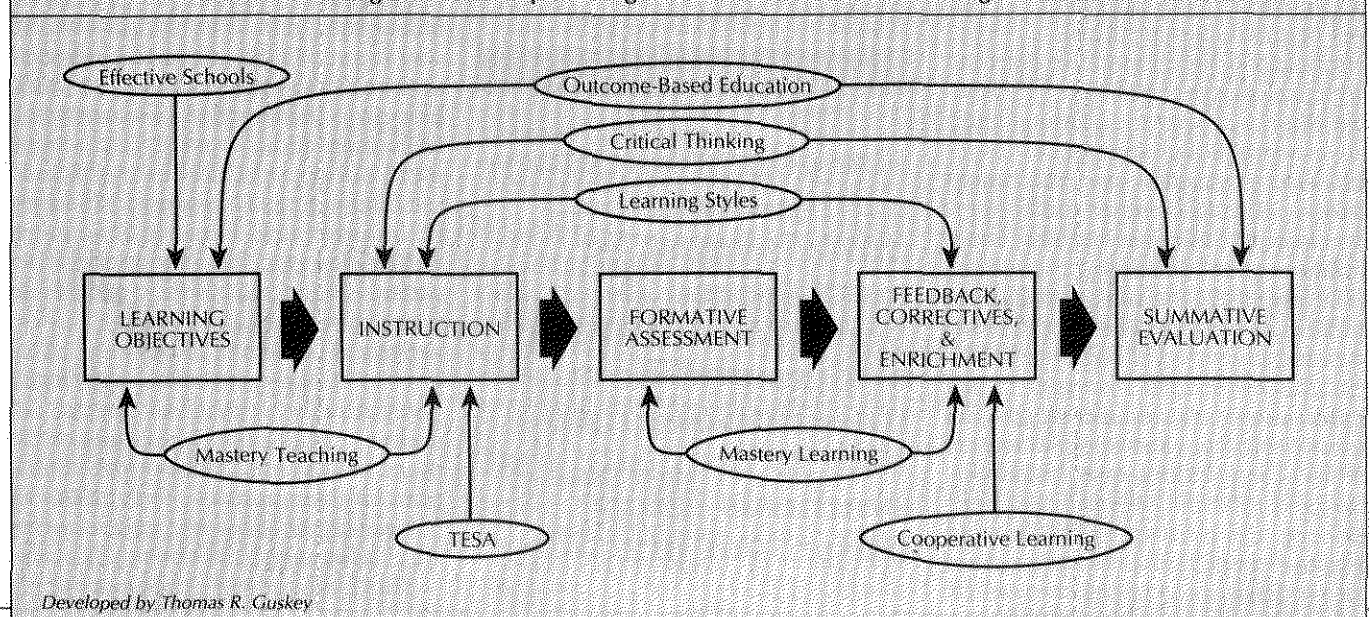 Effective Schools
Outcome-Based Education
Critical Thinking
Learning Styles
LEARNING
OBJECTIVES
INSTRUCTION
FORMATIVE
ASSESSMENT
FEEDBACK,
CORRECTIVES,
&
ENRICHMENT
SUMMATIVE
EVALUATION
Mastery Teaching
Mastery Learning
TESA
Cooperative Learning
Developed by Thomas R. Guskey